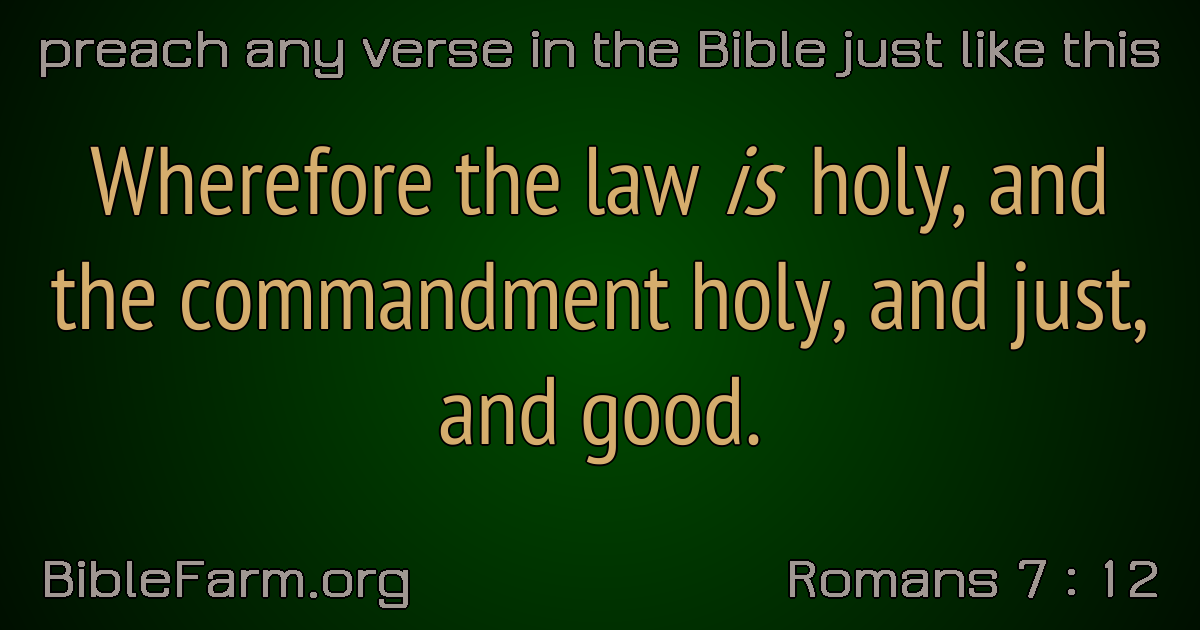 preach any verse in the Bible just like this
Wherefore the law is holy, and
the commandment holy, and just,
and good.
BibleFarm.org
Romans 7 : 12